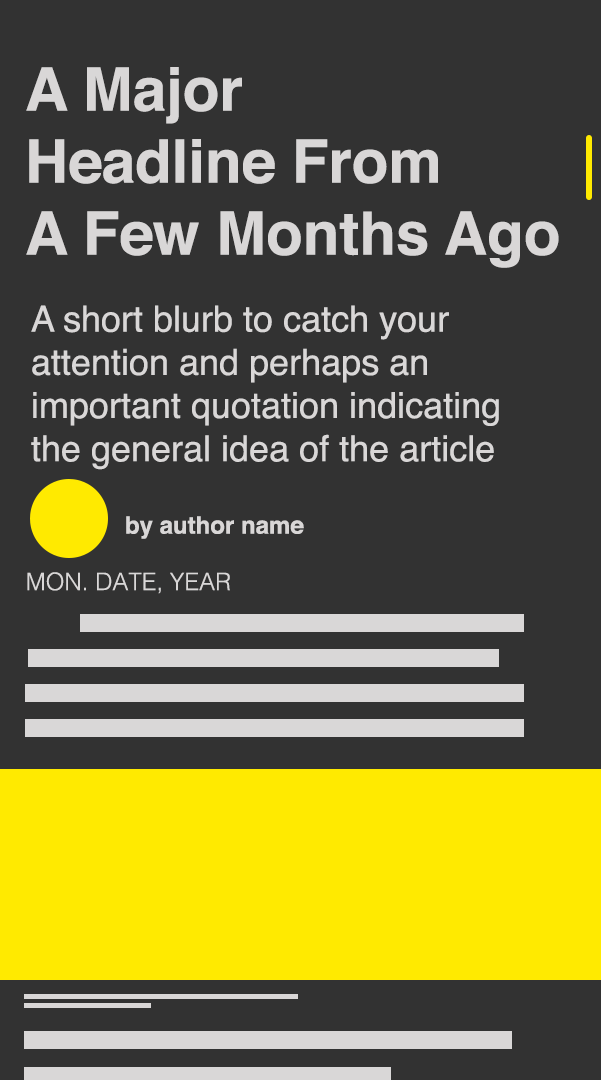 A Major
Headline From
A Few Months Ago
A short blurb to catch your
attention and perhaps an
important quotation indicating
the general idea of the article
by author name
MON. DATE, YEAR